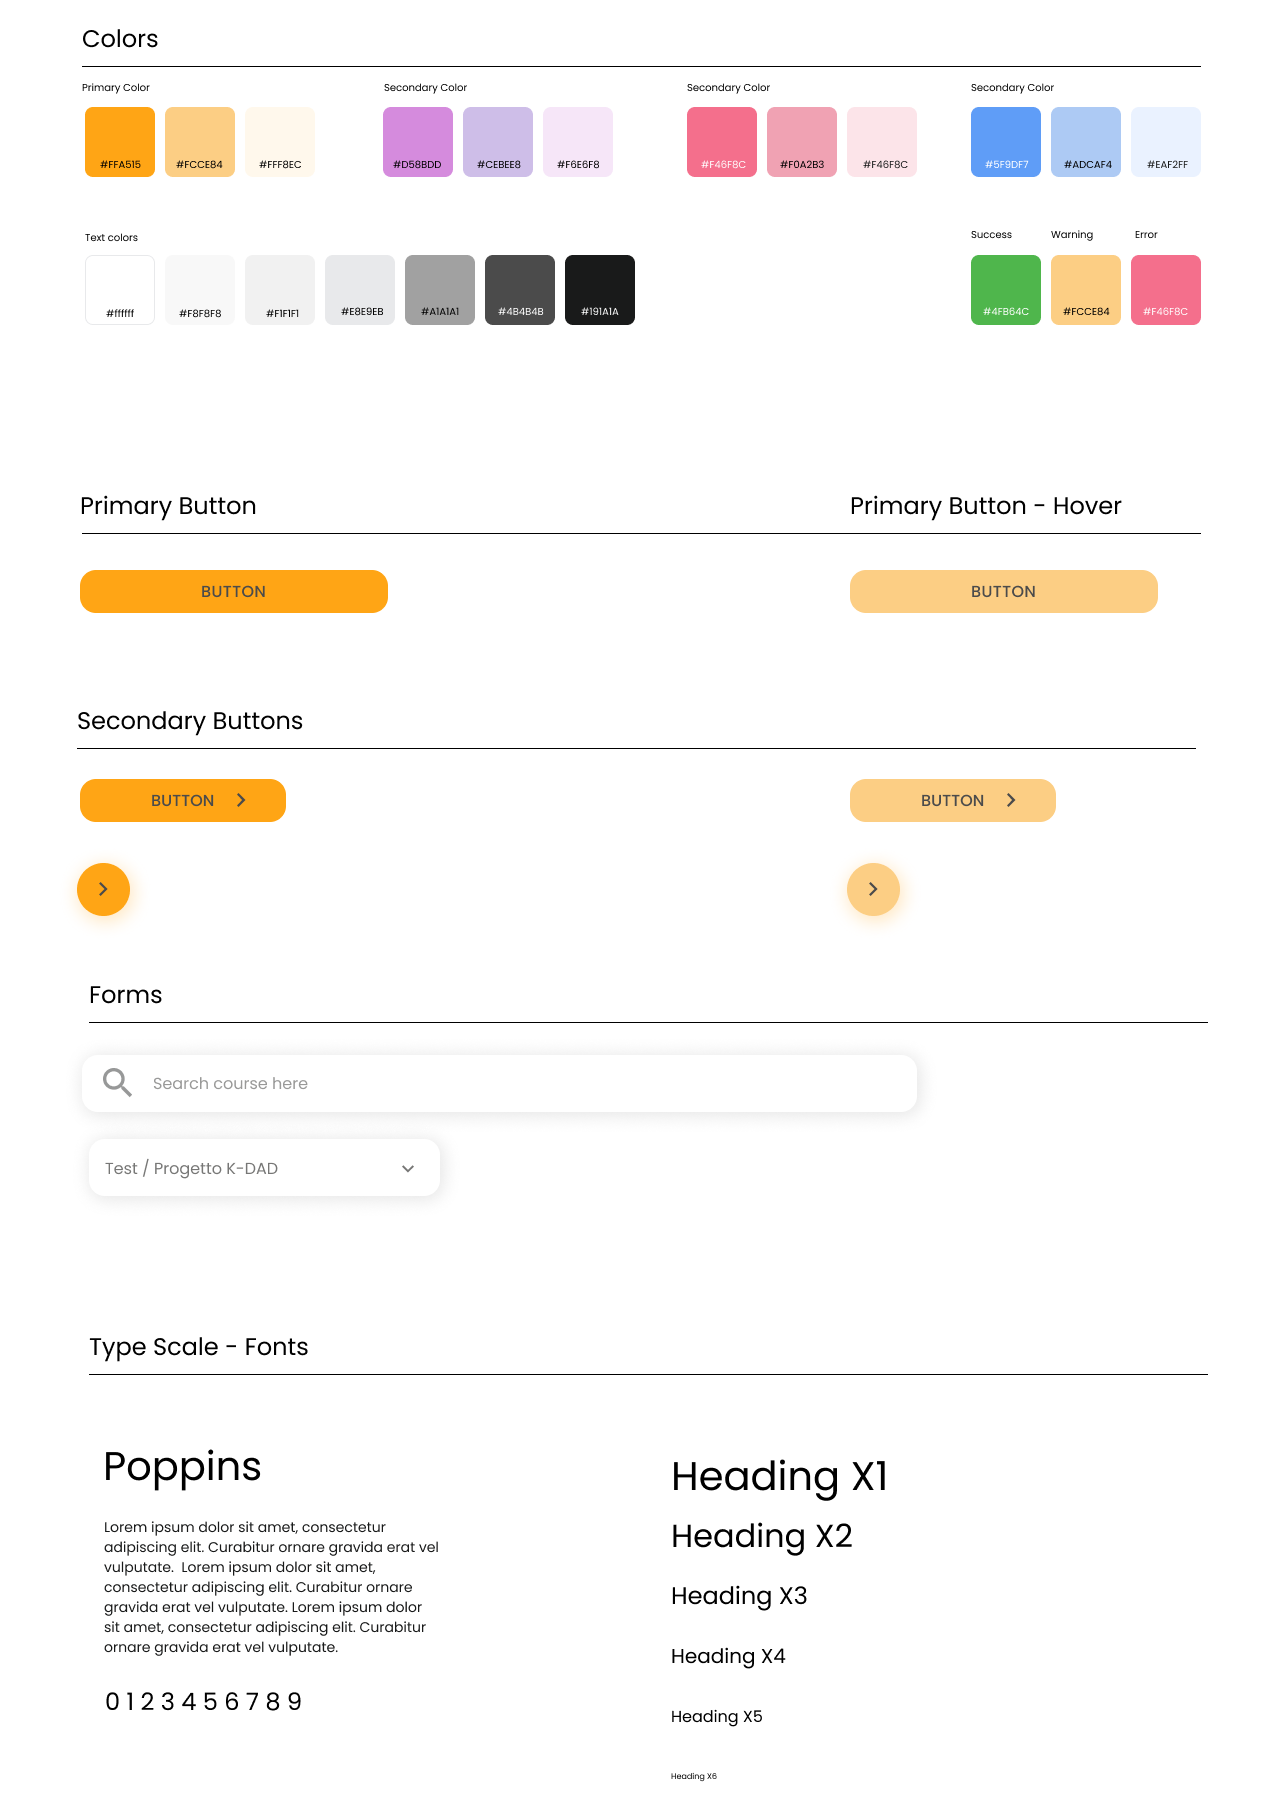 Colors
Primary Color
Secondary Color
Secondary Color
Secondary Color
#FFA515
#FCCE84
#FFF8EC
#D58BDD
#CEBEE8
#F6E6F8
#F46F8C
#F0A2B3
#F46F8C
#5F9DF7
#ADCAF4
#EAF2FF
Text colors
Success
Warning
Error
#ffffff
#F8F8F8
#F1F1F1
#E8E9EB
#A1A1A1
#4B4B4B
#191A1A
#4FB64C
#FCCE84
#F46F8C
Primary Button
Primary Button - Hover
BUTTON
BUTTON
Secondary Buttons
BUTTON
BUTTON
Forms
Search course here
Test / Progetto K-DAD
Type Scale - Fonts
Poppins
Lorem ipsum dolor sit amet, consectetur
adipiscing elit. Curabitur ornare gravida erat vel
vulputate.  Lorem ipsum dolor sit amet,
consectetur adipiscing elit. Curabitur ornare
gravida erat vel vulputate. Lorem ipsum dolor
sit amet, consectetur adipiscing elit. Curabitur
ornare gravida erat vel vulputate.
0 1 2 3 4 5 6 7 8 9
Heading X1
Heading X2
Heading X3
Heading X4
Heading X5
Heading X6